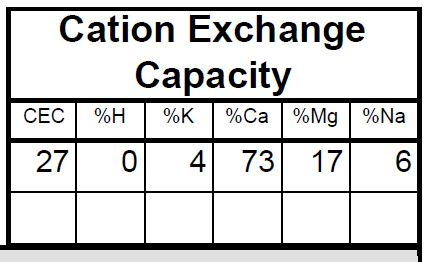 Cation Exchange
Capacity
CEC %H %K %Ca %Mg %Na
27 0 4 73 17 6